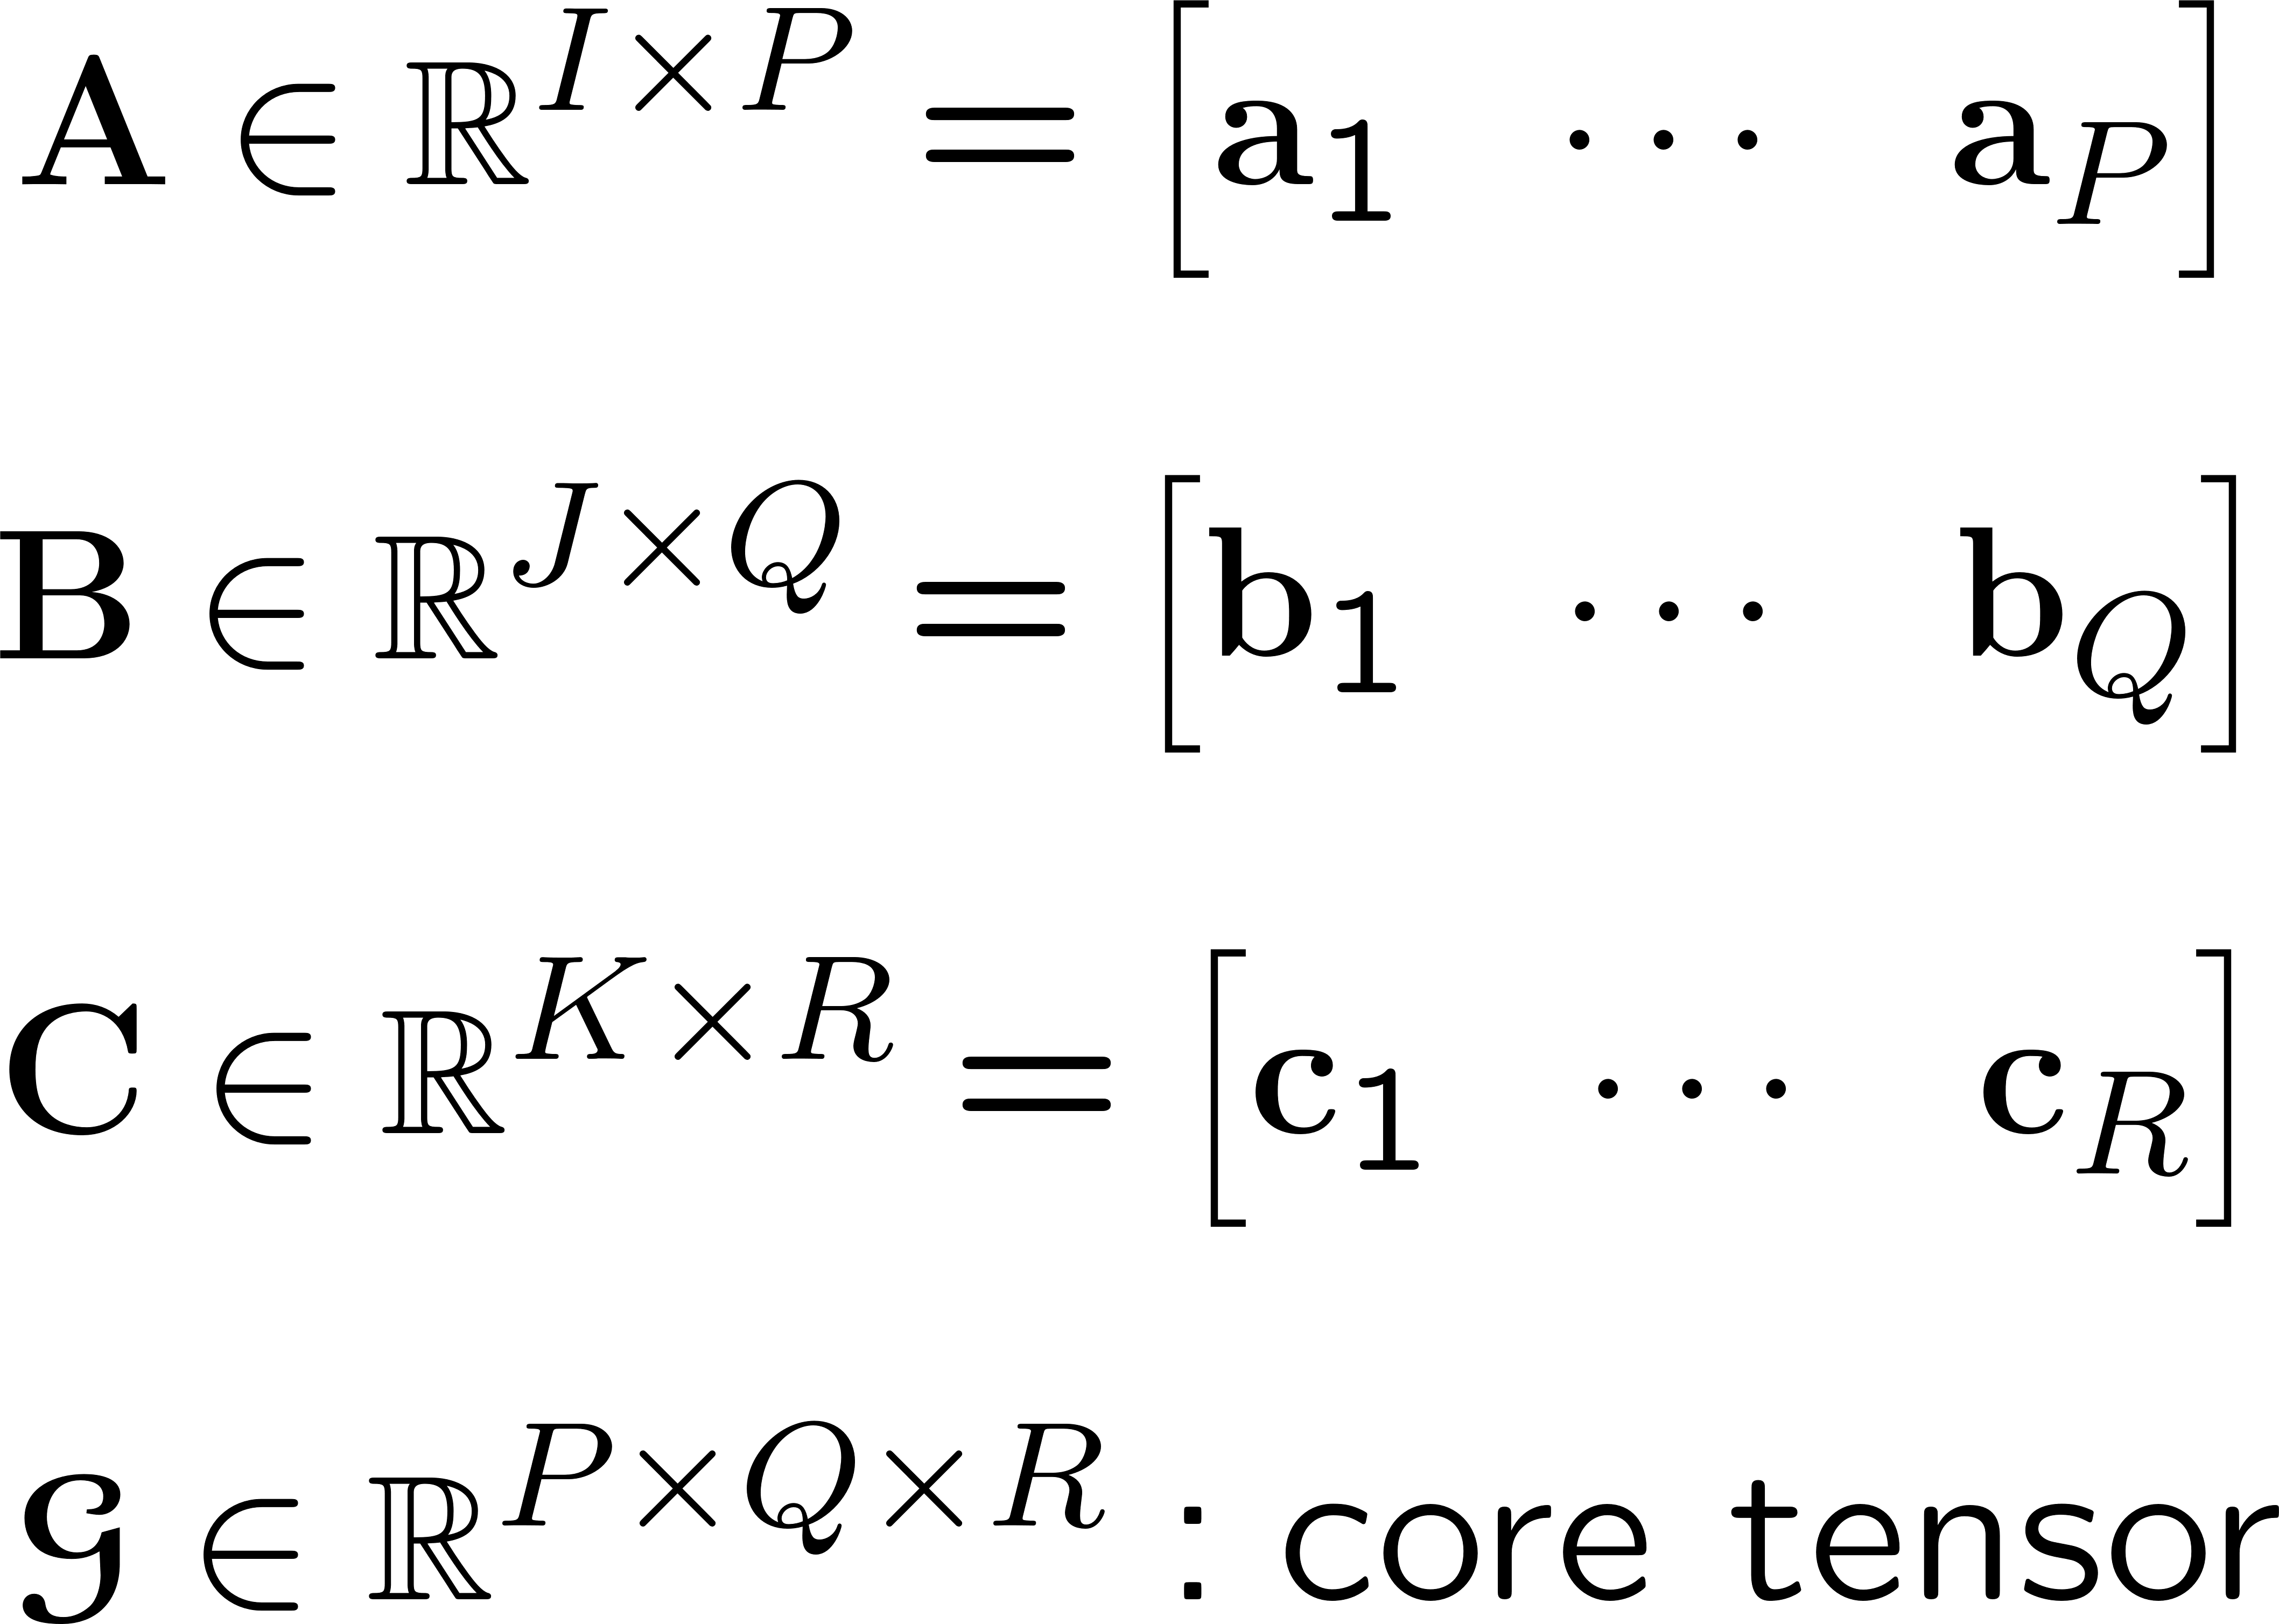 𝐀 ∈ ℝ^{I×P} = [𝐚₁ ⋯ 𝐚_P]
𝐁 ∈ ℝ^{J×Q} = [𝐛₁ ⋯ 𝐛_Q]
𝐂 ∈ ℝ^{K×R} = [𝐜₁ ⋯ 𝐜_R]
𝓖 ∈ ℝ^{P×Q×R} : core tensor